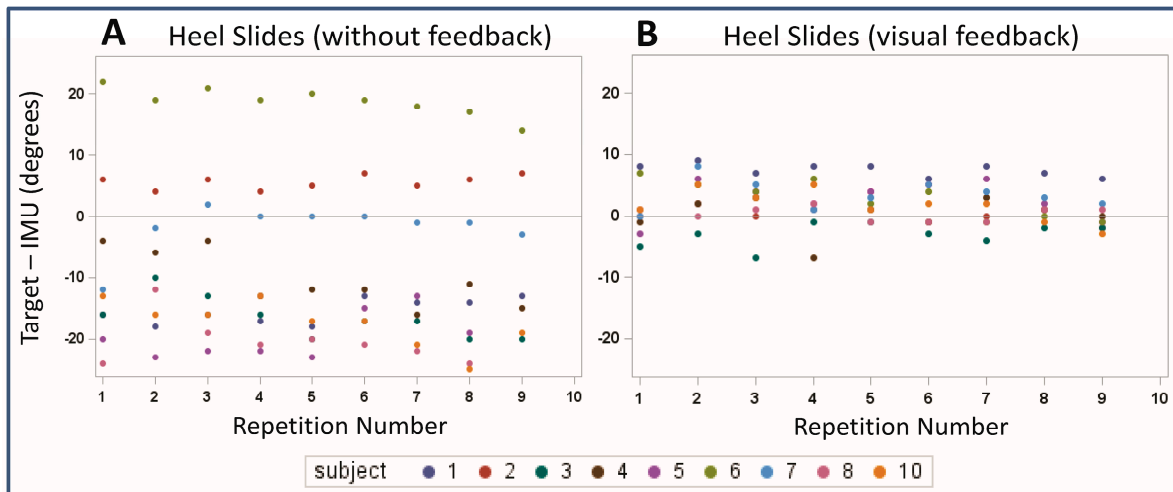 A Heel Slides (without feedback)
B Heel Slides (visual feedback)
Target – IMU (degrees)
20
10
0
-10
-20
1 2 3 4 5 6 7 8 9 10
Repetition Number
20
10
0
-10
-20
1 2 3 4 5 6 7 8 9 10
Repetition Number
subject 1 2 3 4 5 6 7 8 10